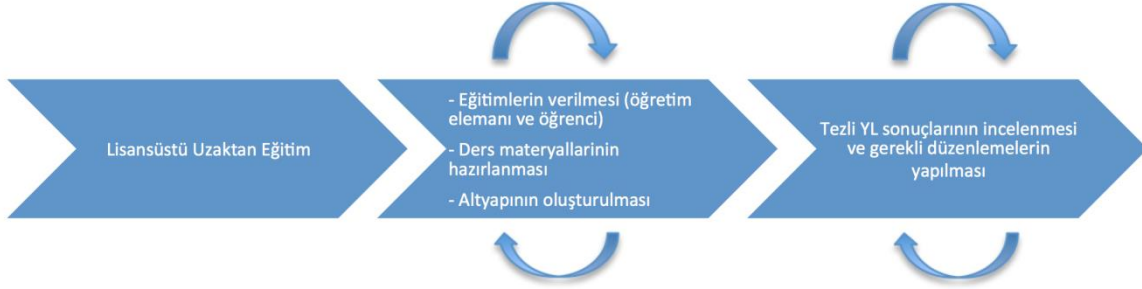 Lisansüstü Uzaktan Eğitim
- Eğitimlerin verilmesi (öğretim
elemanı ve öğrenci)
- Ders materyallarinin
hazırlanması
- Altyapının oluşturulması
Tezli YL sonuçlarının incelenmesi
ve gerekli düzenlemelerin
yapılması